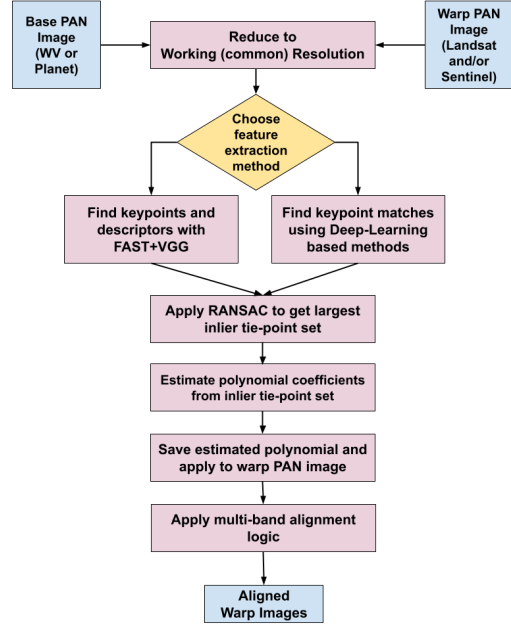 Base PAN
Image
(WV or
Planet)
Reduce to
Working (common) Resolution
Warp PAN
Image
(Landsat
and/or
Sentinel)
Choose
feature
extraction
method
Find keypoints and
descriptors with
FAST+VGG
Find keypoint matches
using Deep-Learning
based methods
Apply RANSAC to get largest
inlier tie-point set
Estimate polynomial coefficients
from inlier tie-point set
Save estimated polynomial and
apply to warp PAN image
Apply multi-band alignment
logic
Aligned
Warp Images